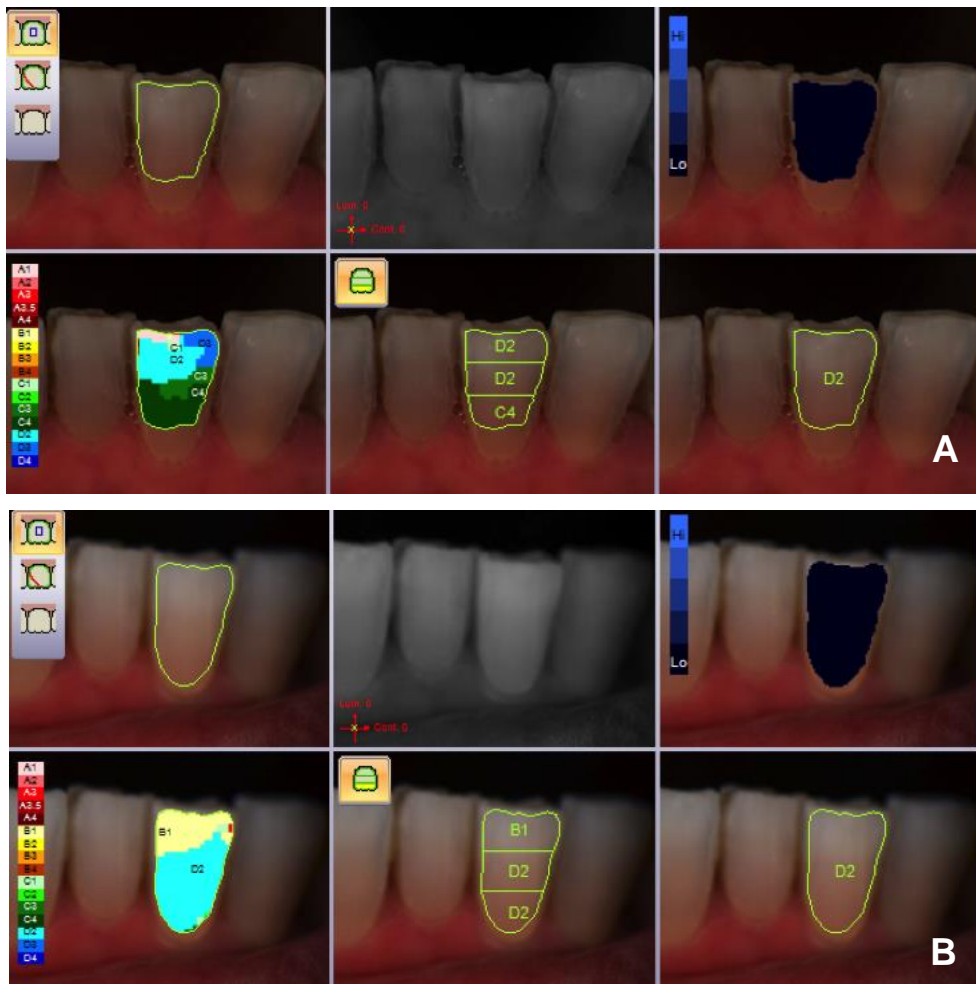 Hi
Lo
Lum. 0
Cont. 0
A1
A2
A3
A3.5
A4
B1
B2
B3
B4
C1
C2
C3
C4
D2
D3
D4
C1
D3
D2
C3
C4
D2
D2
C4
D2
A
Hi
Lo
Lum. 0
Cont. 0
A1
A2
A3
A3.5
A4
B1
B2
B3
B4
C1
C2
C3
C4
D2
D3
D4
B1
D2
B1
D2
D2
D2
B